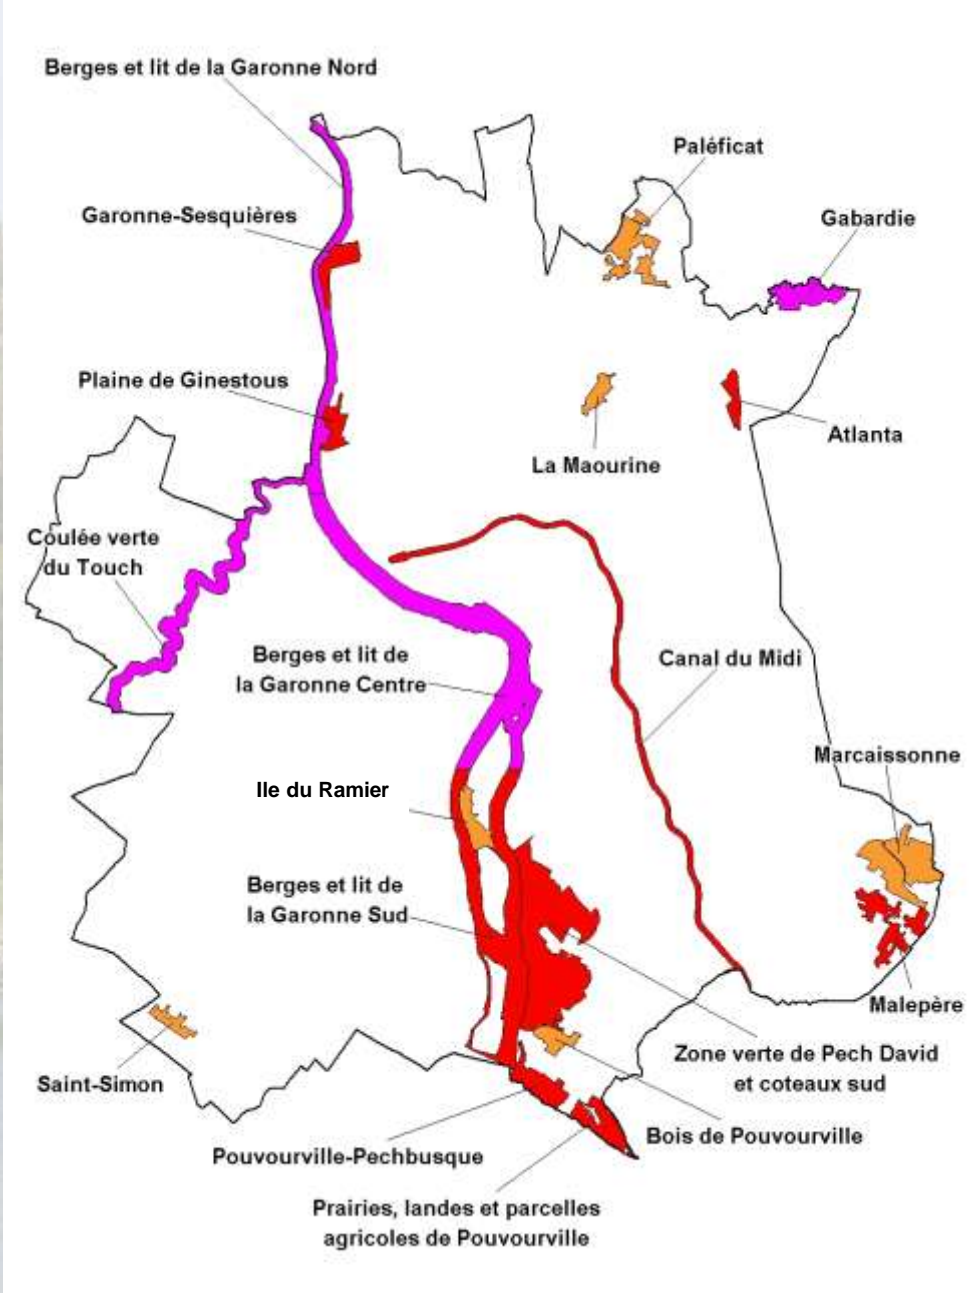 Berges et lit de la Garonne Nord
Paléficat
Garonne-Sesquières
Gabardie
Plaine de Ginestous
Atlanta
La Maourine
Coulée verte
du Touch
Berges et lit de
la Garonne Centre
Canal du Midi
Marcaissonne
Ile du Ramier
Berges et lit de
la Garonne Sud
Malepère
Zone verte de Pech David
et coteaux sud
Saint-Simon
Bois de Pouvourville
Pouvourville-Pechbusque
Prairies, landes et parcelles
agricoles de Pouvourville